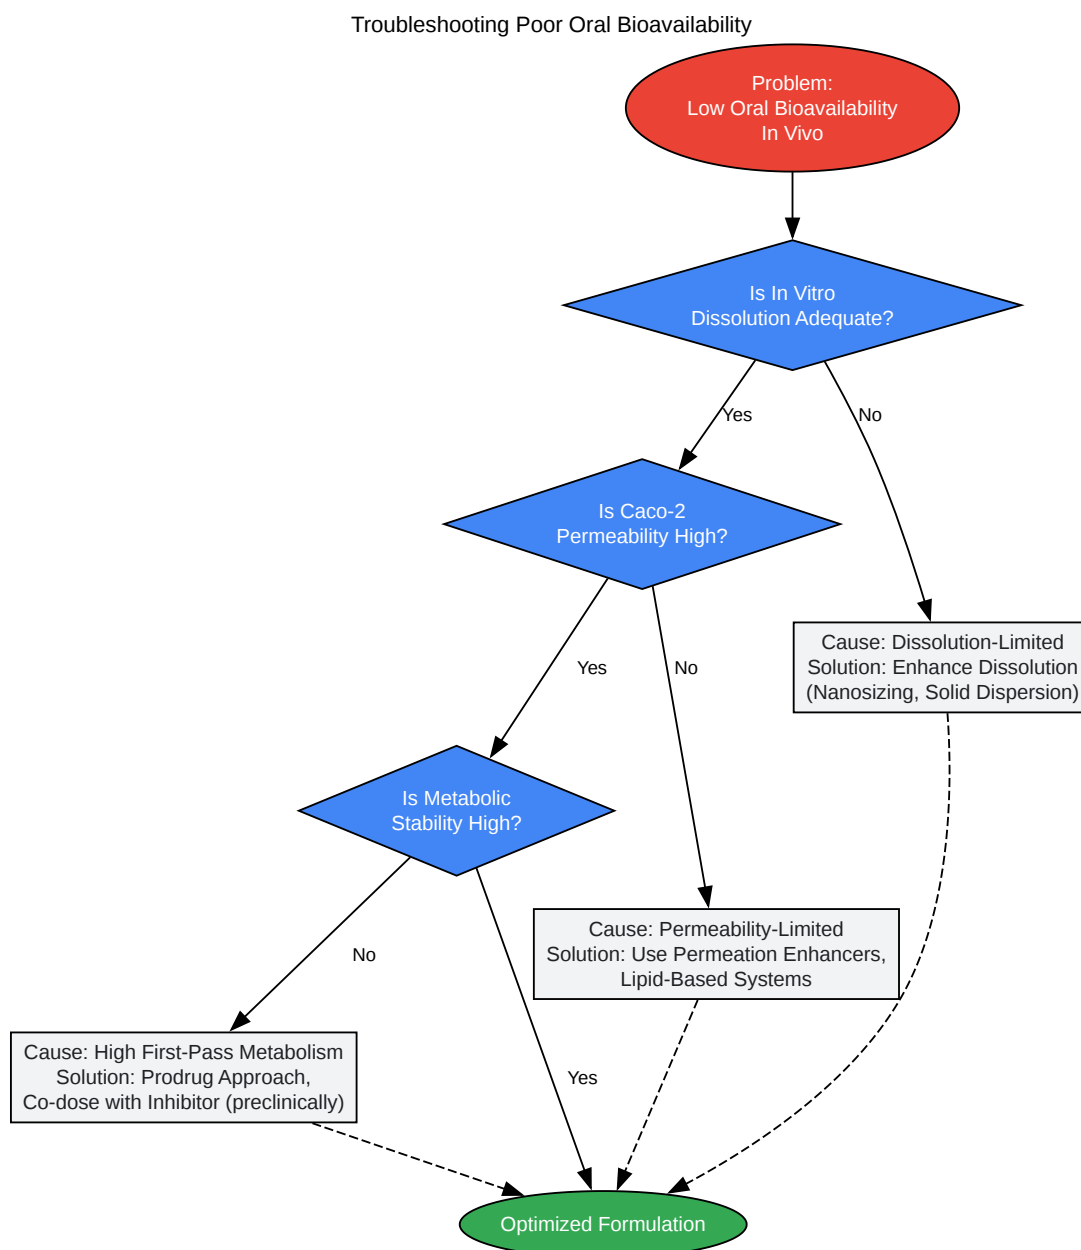 Troubleshooting Poor Oral Bioavailability
Problem:
Low Oral Bioavailability
In Vivo
Is In Vitro
Dissolution Adequate?
Yes
No
Is Caco-2
Permeability High?
Yes
No
Cause: Dissolution-Limited
Solution: Enhance Dissolution
(Nanosizing, Solid Dispersion)
Is Metabolic
Stability High?
No
Yes
Cause: Permeability-Limited
Solution: Use Permeation Enhancers,
Lipid-Based Systems
Cause: High First-Pass Metabolism
Solution: Prodrug Approach,
Co-dose with Inhibitor (preclinically)
Optimized Formulation